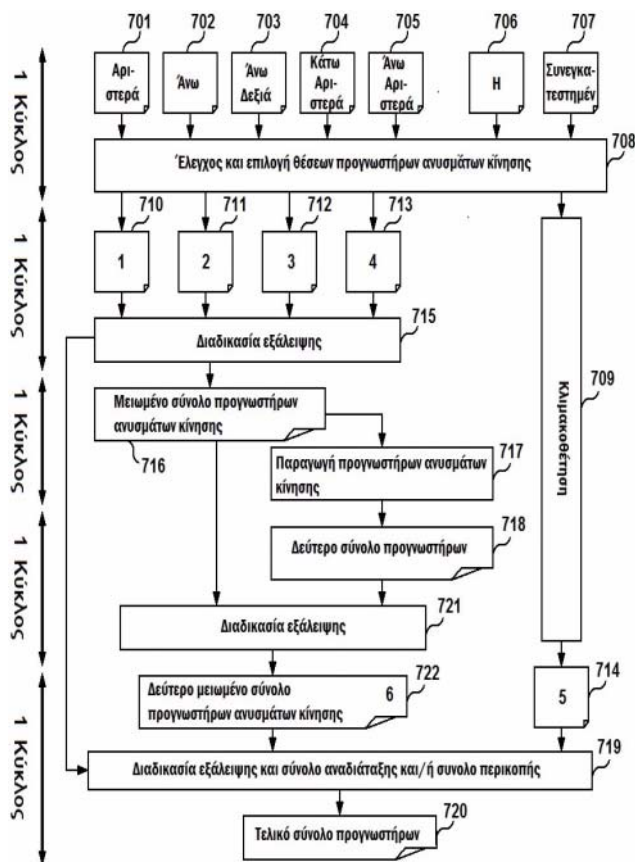 701
702
703
704
705
706
707
Αρι-
στερά
Άνω
Άνω
Δεξιά
Κάτω
Αρι-
στερά
Άνω
Αρι-
στερά
Η
Συνεγκα-
τεστημέν
1 Κύκλος
Έλεγχος και επιλογή θέσεων προγνωστήρων ανυσμάτων κίνησης
708
710
711
712
713
1
2
3
4
1 Κύκλος
Διαδικασία εξάλειψης
715
Κλιμακοθέτηση
709
1 Κύκλος
Μειωμένο σύνολο προγνωστήρων
ανυσμάτων κίνησης
716
Παραγωγή προγνωστήρων ανυσμάτων
κίνησης
717
1 Κύκλος
Δεύτερο σύνολο προγνωστήρων
718
Διαδικασία εξάλειψης
721
1 Κύκλος
Δεύτερο μειωμένο σύνολο
προγνωστήρων ανυσμάτων κίνησης
6
722
5
714
Διαδικασία εξάλειψης και σύνολο αναδιάταξης και/ή συνολο περικοπής
719
Τελικό σύνολο προγνωστήρων
720